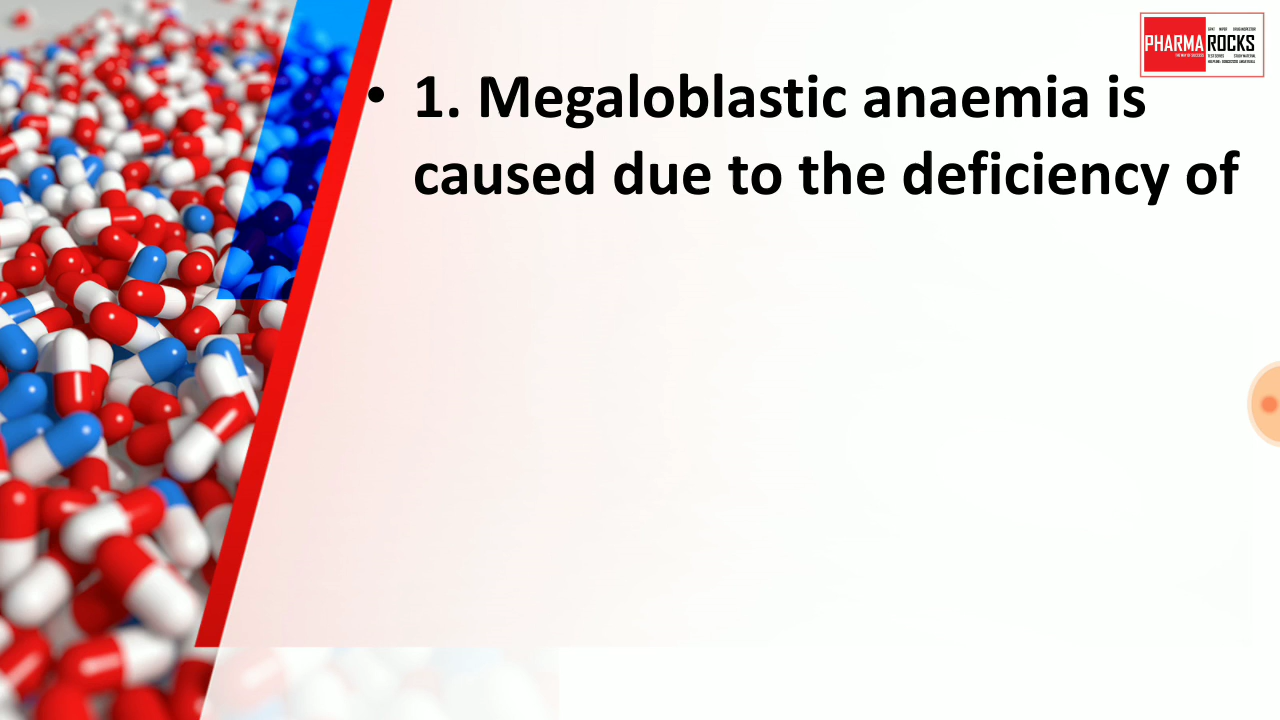 PHARMA ROCKS
• 1. Megaloblastic anaemia is
caused due to the deficiency of